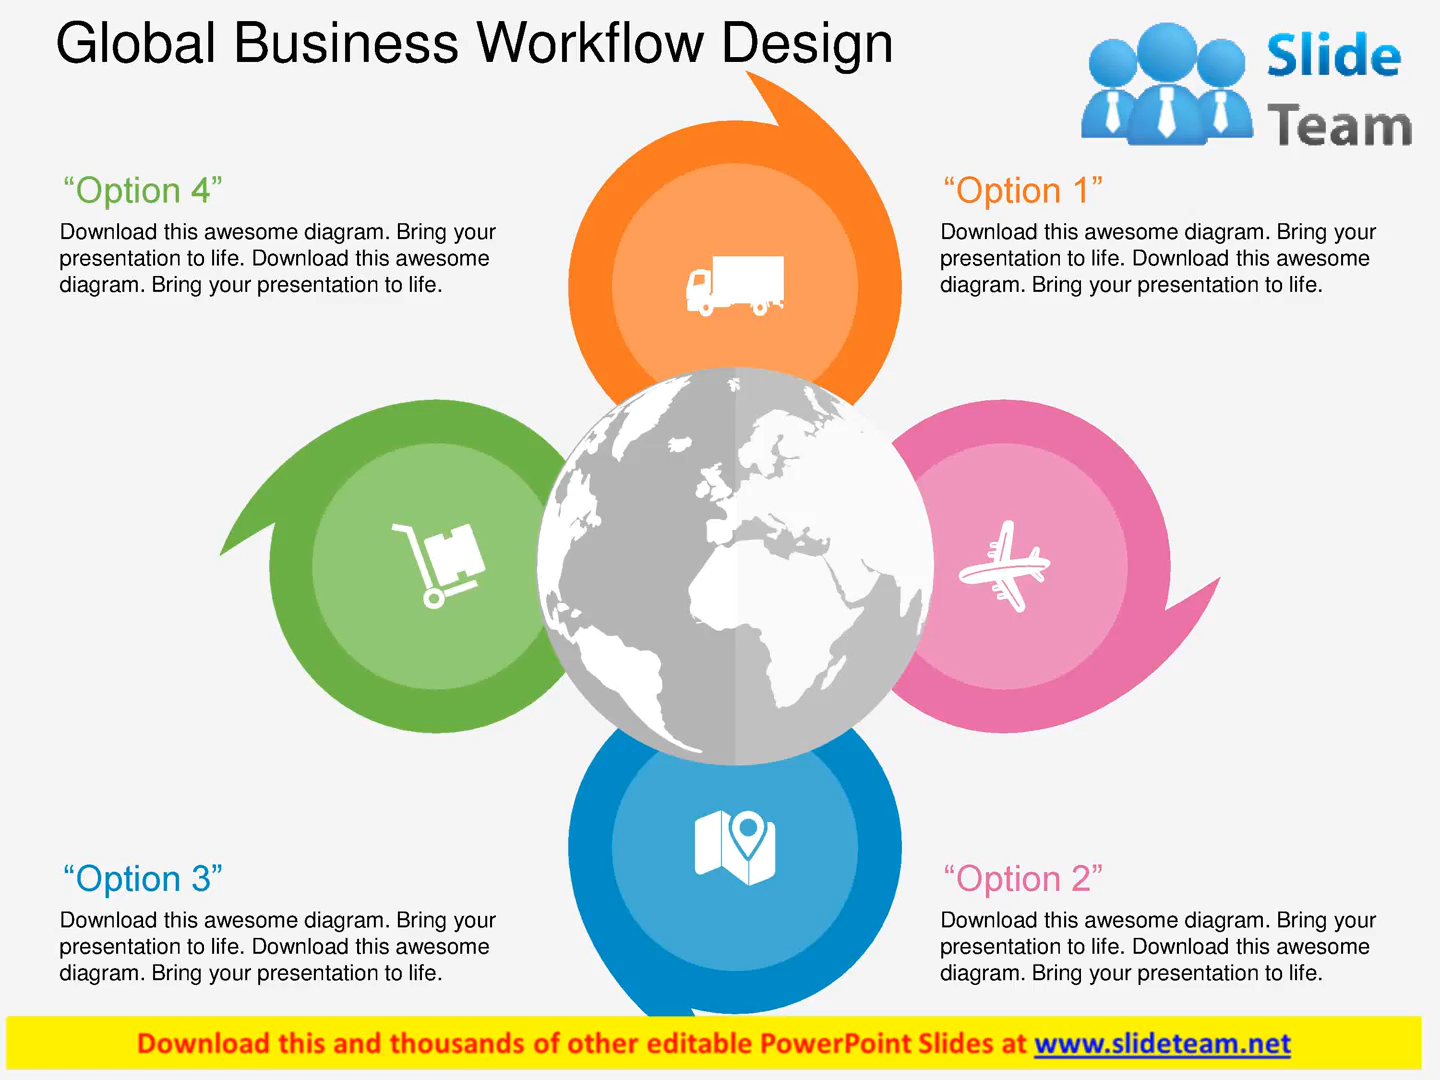 Global Business Workflow Design
Slide
Team
“Option 4”
Download this awesome diagram. Bring your
presentation to life. Download this awesome
diagram. Bring your presentation to life.
“Option 1”
Download this awesome diagram. Bring your
presentation to life. Download this awesome
diagram. Bring your presentation to life.
“Option 3”
Download this awesome diagram. Bring your
presentation to life. Download this awesome
diagram. Bring your presentation to life.
“Option 2”
Download this awesome diagram. Bring your
presentation to life. Download this awesome
diagram. Bring your presentation to life.
Download this and thousands of other editable PowerPoint Slides at www.slideteam.net